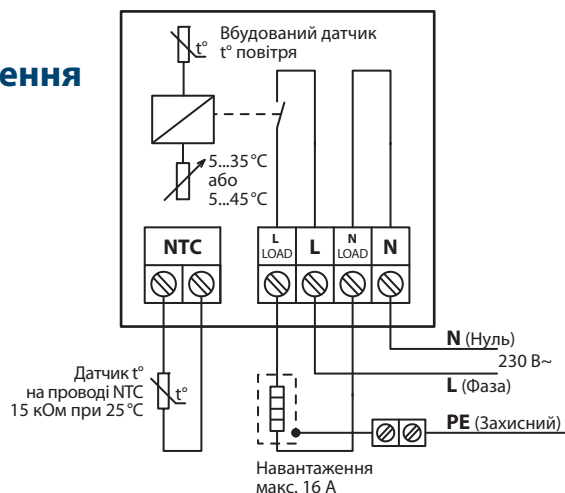 ення
Вбудований датчик
t° повітря
t°
5...35 °C
або
5...45 °C
NTC
L
LOAD
L
N
LOAD
N
N (Нуль)
230 В~
L (Фаза)
PE (Захисний)
Датчик t°
на проводі NTC
15 кОм при 25 °C
t°
Навантаження
макс. 16 А